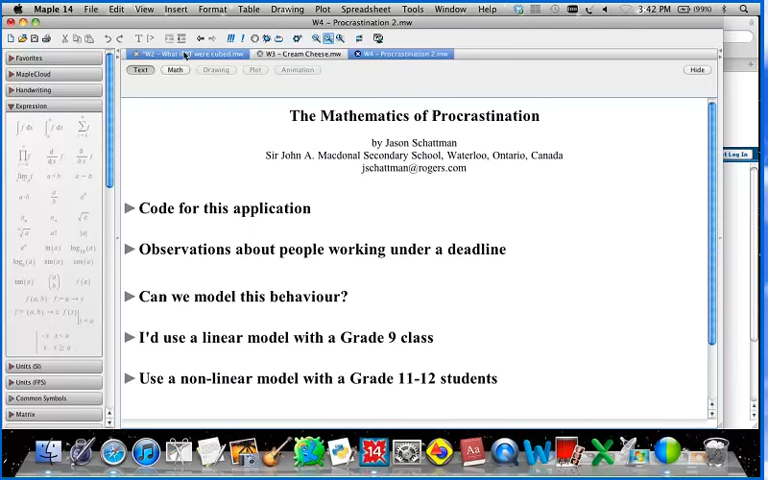 Maple 14 File Edit View Insert Format Table Drawing Plot Spreadsheet Tools Window Help 3:42 PM (99%)
W4 - Procrastination 2.mw
W3 - Cream Cheese.mw W4 - Procrastination 2.mw
Text Math Drawing Plot Animation Hide
Favorites
MapleCloud
Handwriting
Expression
Units (SI)
Units (FPS)
Common Symbols
Matrix
The Mathematics of Procrastination
by Jason Schattman
Sir John A. Macdonal Secondary School, Waterloo, Ontario, Canada
jschattman@rogers.com
Code for this application
Observations about people working under a deadline
Can we model this behaviour?
I'd use a linear model with a Grade 9 class
Use a non-linear model with a Grade 11-12 students
Log In